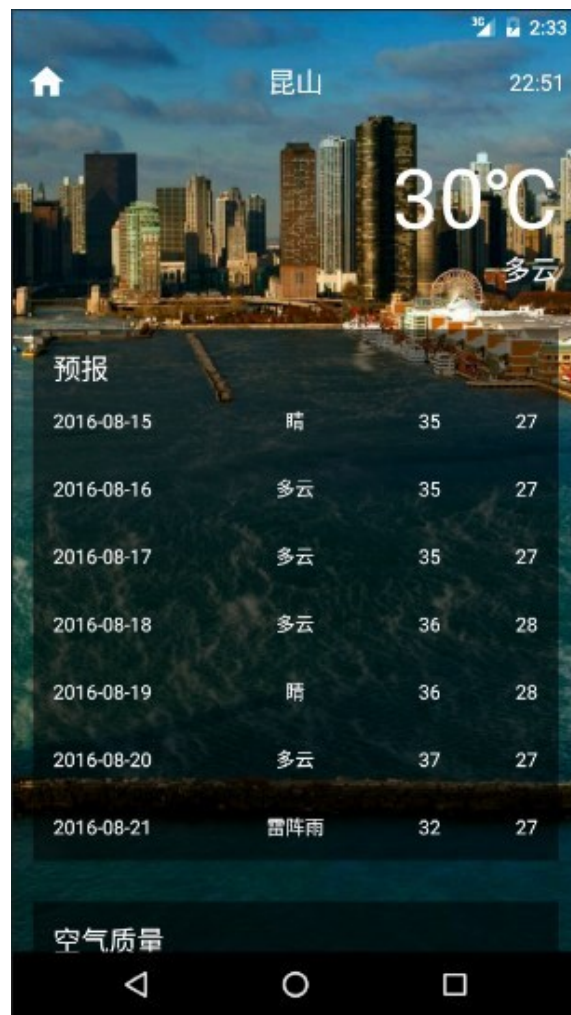 3G 2:33
昆山 22:51
30℃
多云
预报
2016-08-15 晴 35 27
2016-08-16 多云 35 27
2016-08-17 多云 35 27
2016-08-18 多云 36 28
2016-08-19 晴 36 28
2016-08-20 多云 37 27
2016-08-21 雷阵雨 32 27
空气质量